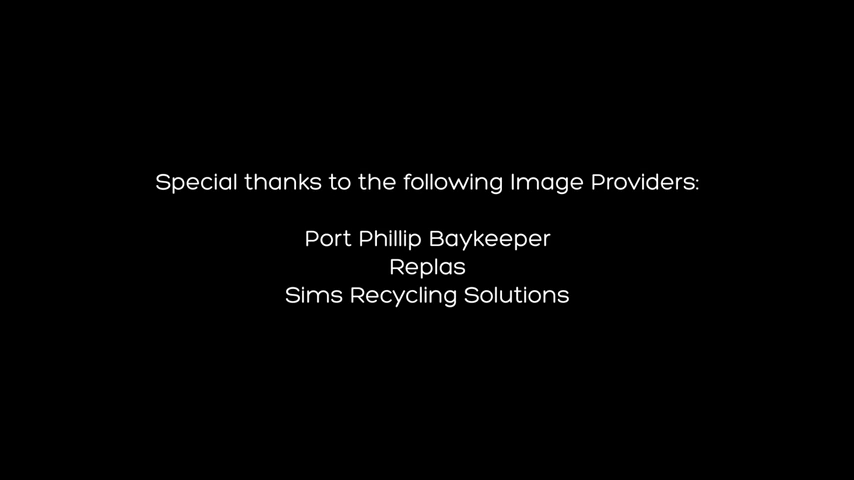 Special thanks to the following Image Providers:
Port Phillip Baykeeper
Replas
Sims Recycling Solutions